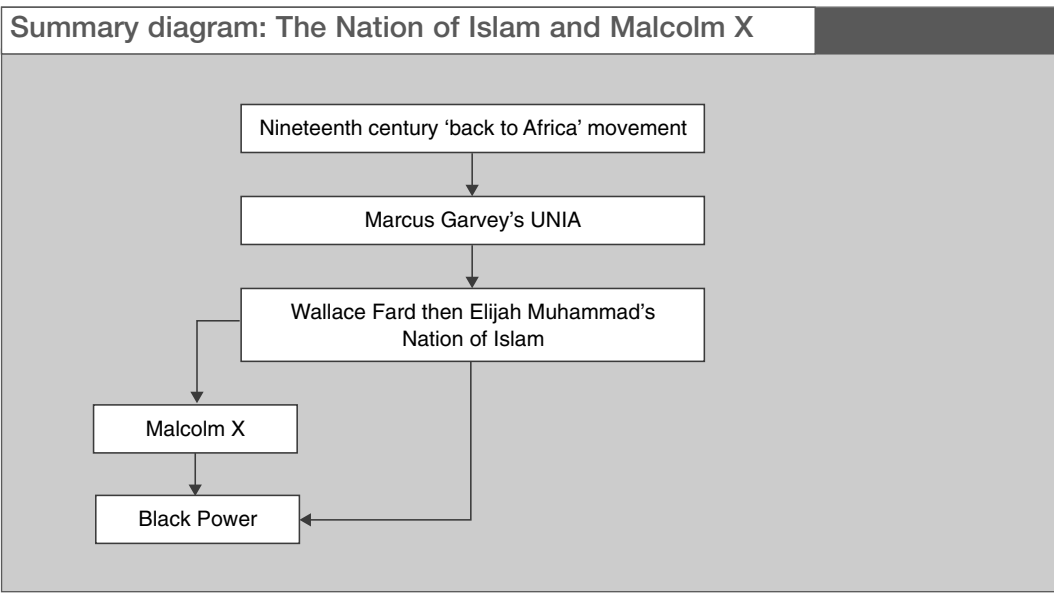 Summary diagram: The Nation of Islam and Malcolm X
Nineteenth century ‘back to Africa’ movement
Marcus Garvey’s UNIA
Wallace Fard then Elijah Muhammad’s
Nation of Islam
Malcolm X
Black Power